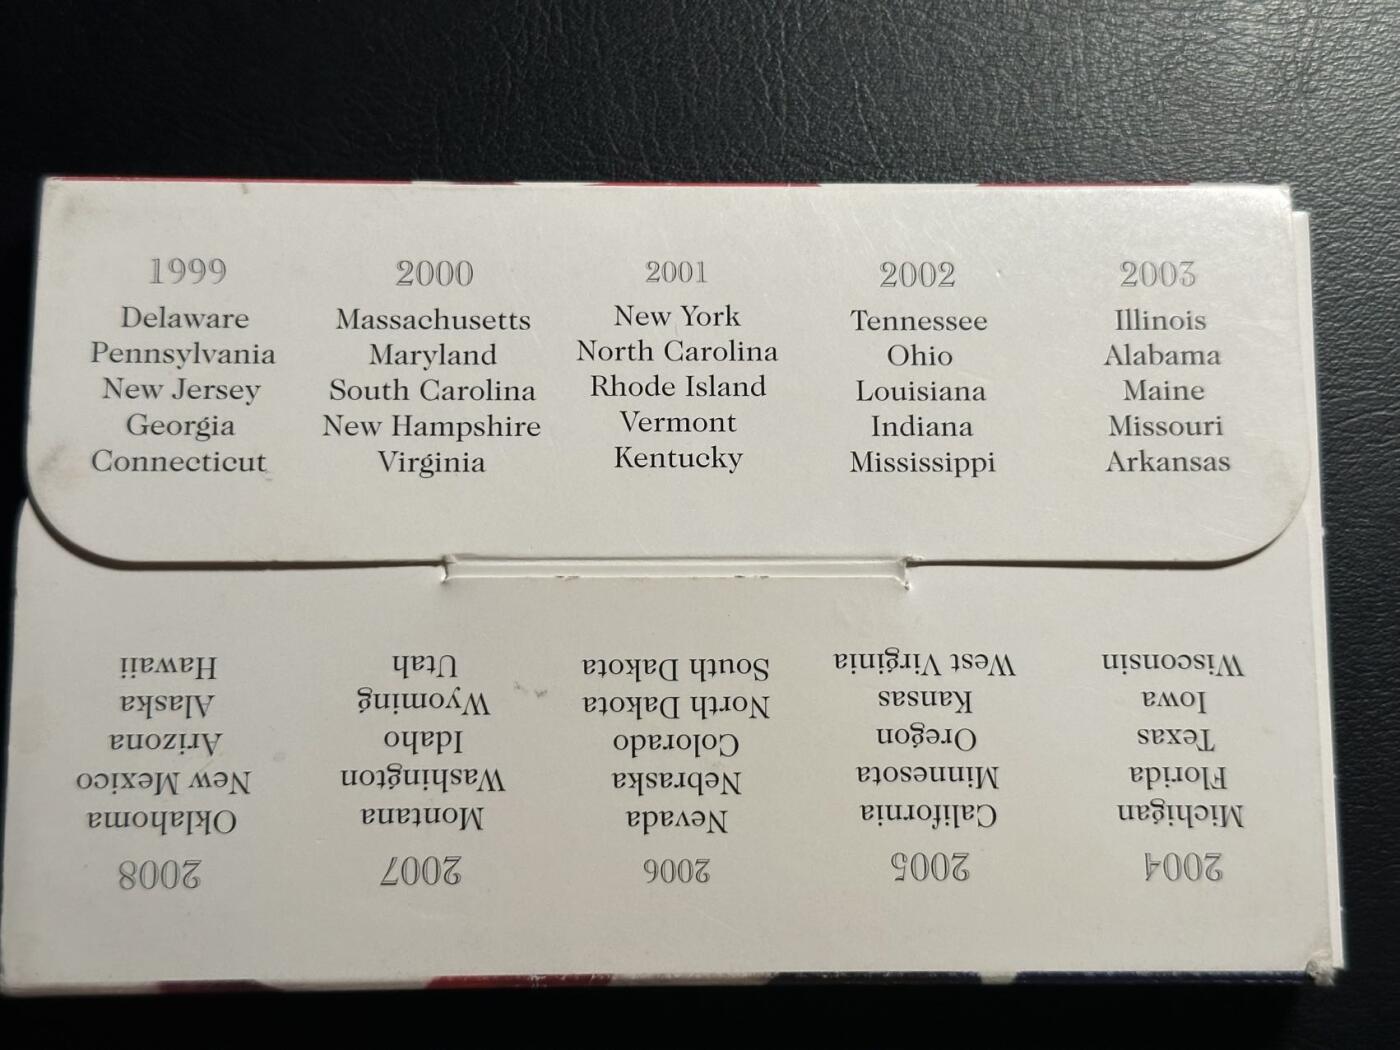 1999
Delaware
Pennsylvania
New Jersey
Georgia
Connecticut
2000
Massachusetts
Maryland
South Carolina
New Hampshire
Virginia
2001
New York
North Carolina
Rhode Island
Vermont
Kentucky
2002
Tennessee
Ohio
Louisiana
Indiana
Mississippi
2003
Illinois
Alabama
Maine
Missouri
Arkansas
2004
Michigan
Florida
Texas
Iowa
Wisconsin
2005
California
Minnesota
Oregon
Kansas
West Virginia
2006
Nevada
Nebraska
Colorado
North Dakota
South Dakota
2007
Montana
Washington
Idaho
Wyoming
Utah
2008
Oklahoma
New Mexico
Arizona
Alaska
Hawaii